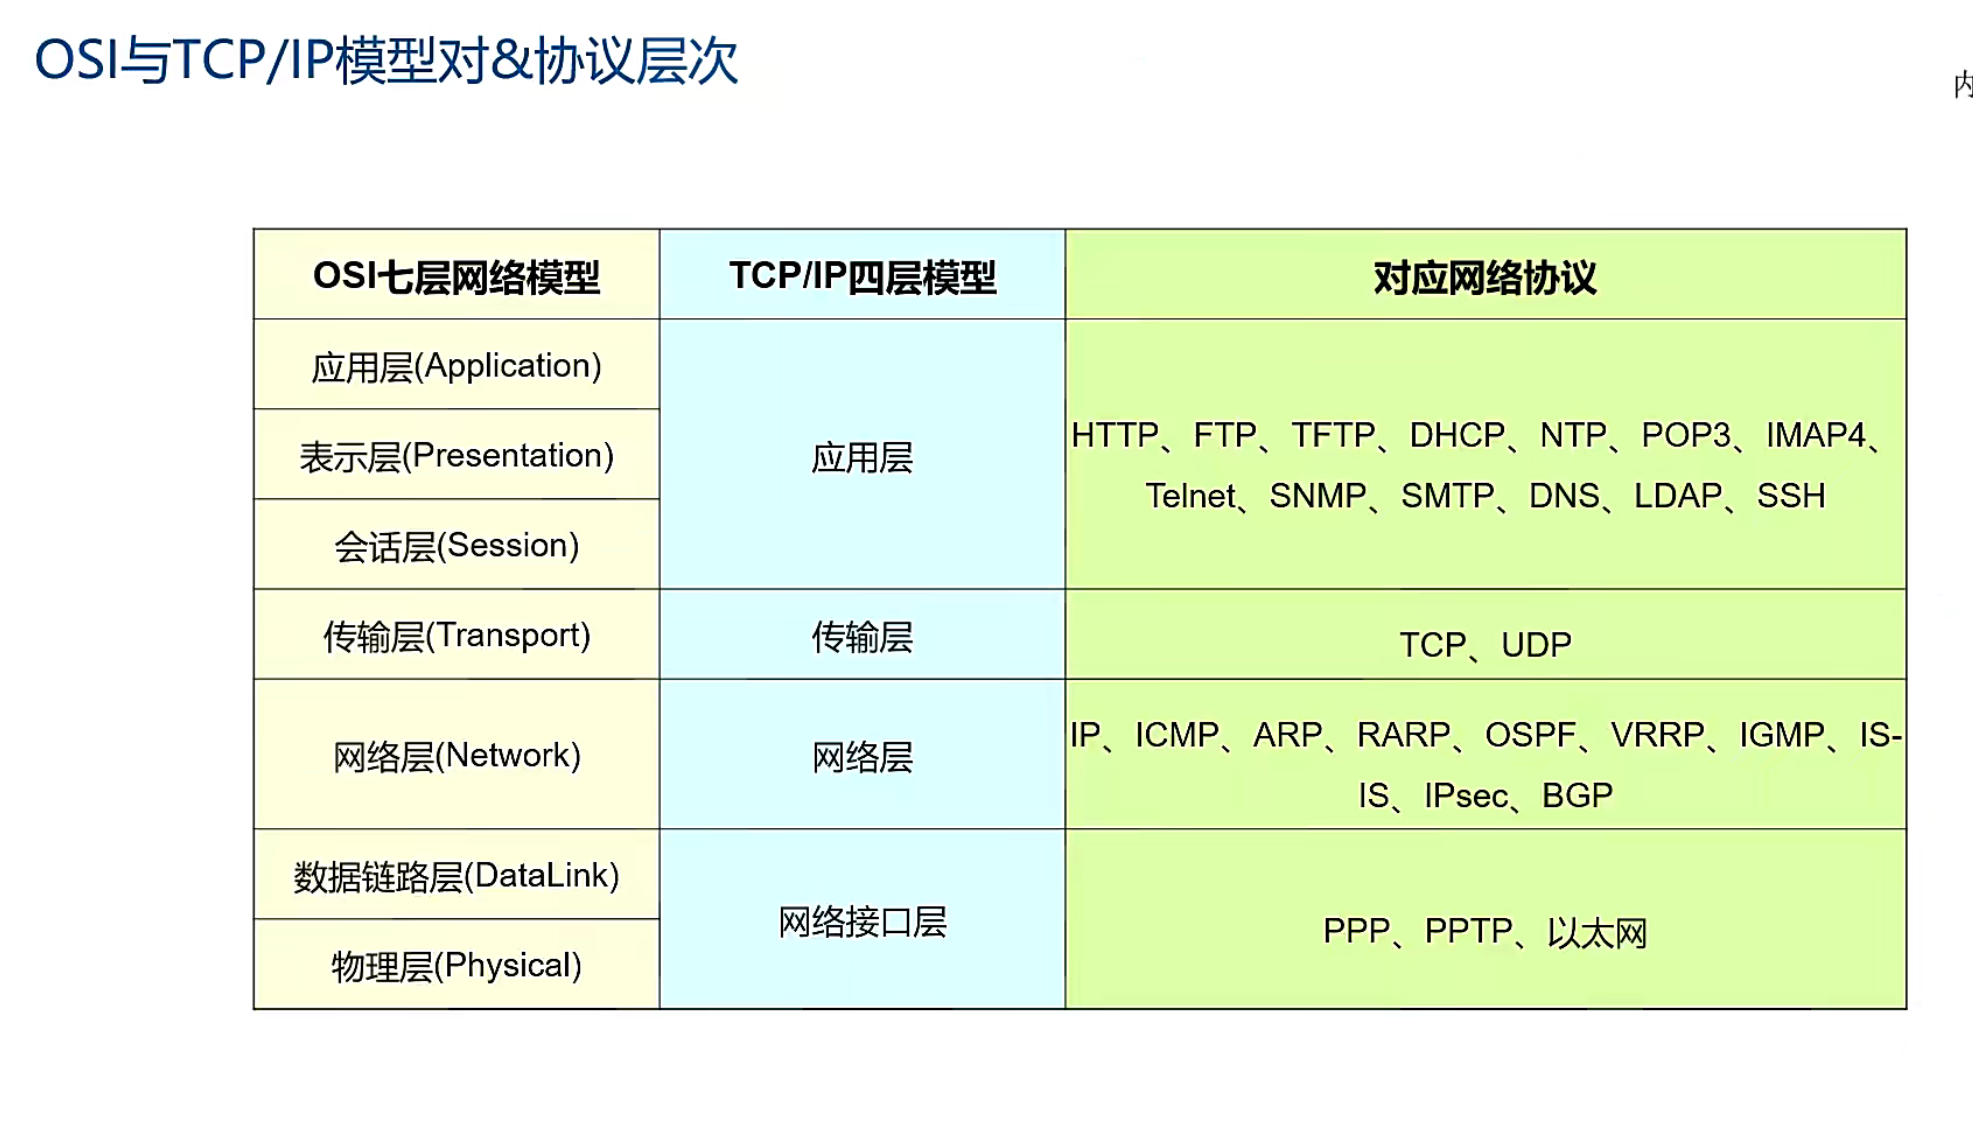 OSI与TCP/IP模型对&协议层次
内
OSI七层网络模型
TCP/IP四层模型
对应网络协议
应用层(Application)
表示层(Presentation)
会话层(Session)
应用层
HTTP、FTP、TFTP、DHCP、NTP、POP3、IMAP4、
Telnet、SNMP、SMTP、DNS、LDAP、SSH
传输层(Transport)
传输层
TCP、UDP
网络层(Network)
网络层
IP、ICMP、ARP、RARP、OSPF、VRRP、IGMP、IS-
IS、IPsec、BGP
数据链路层(DataLink)
物理层(Physical)
网络接口层
PPP、PPTP、以太网